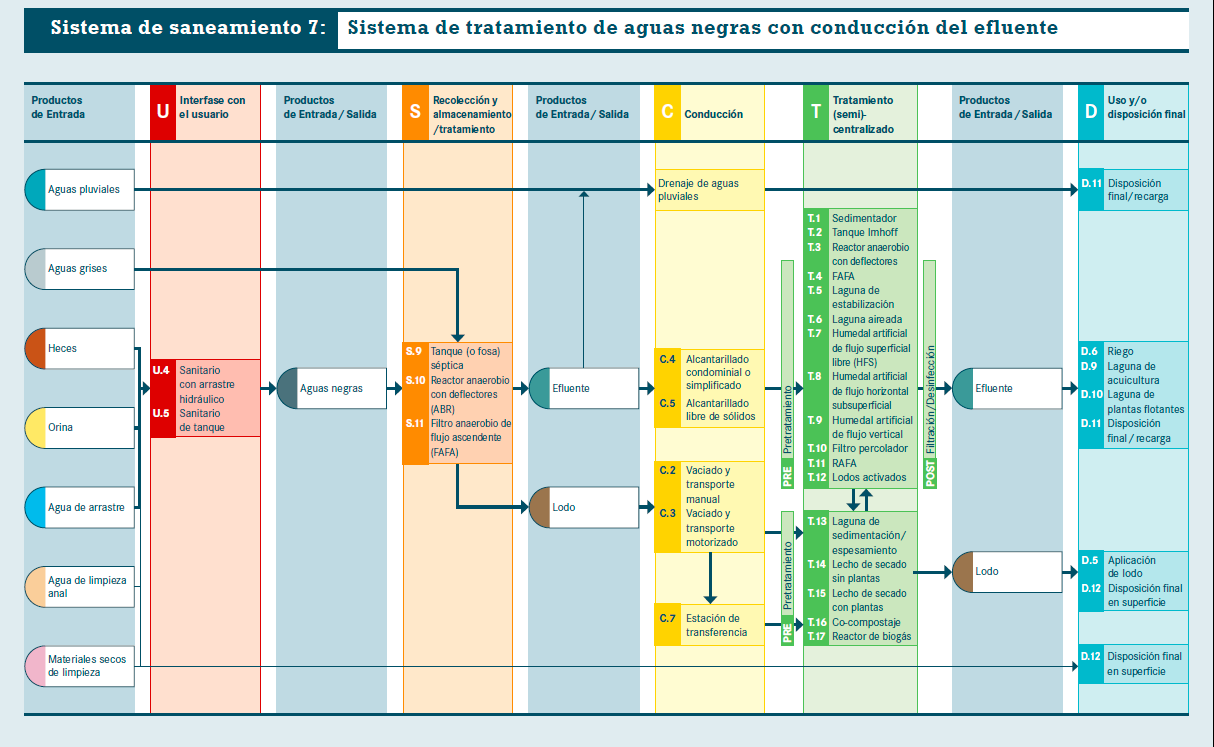 Sistema de saneamiento 7: Sistema de tratamiento de aguas negras con conducción del efluente
Productos
de Entrada
U
Interfase con
el usuario
Productos
de Entrada / Salida
S
Recolección y
almacenamiento
/tratamiento
Productos
de Entrada / Salida
C
Conducción
T
Tratamiento
(semi)-
centralizado
Productos
de Entrada / Salida
D
Uso y/o
disposición final
Aguas pluviales
Aguas grises
Heces
Orina
Agua de arrastre
Agua de limpieza
anal
Materiales secos
de limpieza
U.4 Sanitario
con arrastre
hidráulico
U.5 Sanitario
de tanque
Aguas negras
S.9 Tanque (o fosa)
séptica
S.10 Reactor anaerobio
con deflectores
(ABR)
S.11 Filtro anaerobio de
flujo ascendente
(FAFA)
Efluente
Lodo
Drenaje de aguas
pluviales
C.4 Alcantarillado
condominial o
simplificado
C.5 Alcantarillado
libre de sólidos
C.2 Vaciado y
transporte
manual
C.3 Vaciado y
transporte
motorizado
C.7 Estación de
transferencia
PRE Pretratamiento
PRE Pretratamiento
T.1 Sedimentador
T.2 Tanque Imhoff
T.3 Reactor anaerobio
con deflectores
T.4 FAFA
T.5 Laguna de
estabilización
T.6 Laguna aireada
T.7 Humedal artificial
de flujo superficial
libre (HFS)
T.8 Humedal artificial
de flujo horizontal
subsuperficial
T.9 Humedal artificial
de flujo vertical
T.10 Filtro percolador
T.11 RAFA
T.12 Lodos activados
T.13 Laguna de
sedimentación/
espesamiento
T.14 Lecho de secado
sin plantas
T.15 Lecho de secado
con plantas
T.16 Co-compostaje
T.17 Reactor de biogás
POST Filtración/Desinfección
Efluente
Lodo
D.11 Disposición
final/recarga
D.6 Riego
D.9 Laguna de
acuicultura
D.10 Laguna de
plantas flotantes
D.11 Disposición
final / recarga
D.5 Aplicación
de lodo
D.12 Disposición final
en superficie
D.12 Disposición final
en superficie